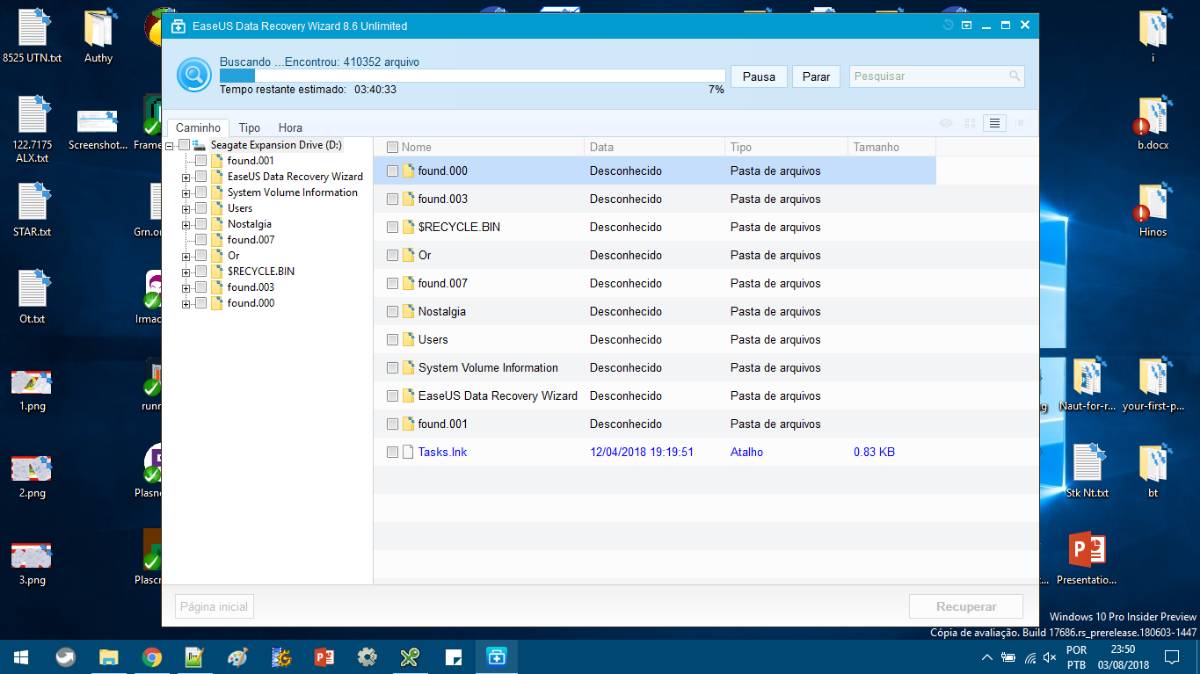 EaseUS Data Recovery Wizard 8.6 Unlimited
Buscando ...Encontrou: 410352 arquivo
Tempo restante estimado: 03:40:33
7%
Pausa
Parar
Pesquisar
Caminho
Tipo
Hora
Seagate Expansion Drive (D:)
found.001
EaseUS Data Recovery Wizard
System Volume Information
Users
Nostalgia
found.007
Or
$RECYCLE.BIN
found.003
found.000
Nome Data Tipo Tamanho
found.000 Desconhecido Pasta de arquivos
found.003 Desconhecido Pasta de arquivos
$RECYCLE.BIN Desconhecido Pasta de arquivos
Or Desconhecido Pasta de arquivos
found.007 Desconhecido Pasta de arquivos
Nostalgia Desconhecido Pasta de arquivos
Users Desconhecido Pasta de arquivos
System Volume Information Desconhecido Pasta de arquivos
EaseUS Data Recovery Wizard Desconhecido Pasta de arquivos
found.001 Desconhecido Pasta de arquivos
Tasks.lnk 12/04/2018 19:19:51 Atalho 0.83 KB
Página inicial
Recuperar
8525 UTN.txt
Authy
122.7175
ALX.txt
Screenshot...
Frame
STAR.txt
Grn.or
Ot.txt
Irmac
1.png
runr
2.png
Plasne
3.png
Plascr
i
b.docx
Hinos
Naut-for-r...
your-first-p...
Stk Nt.txt
bt
Presentatio...
Windows 10 Pro Insider Preview
Cópia de avaliação. Build 17686.rs_prerelease.180603-1447
POR
PTB
23:50
03/08/2018